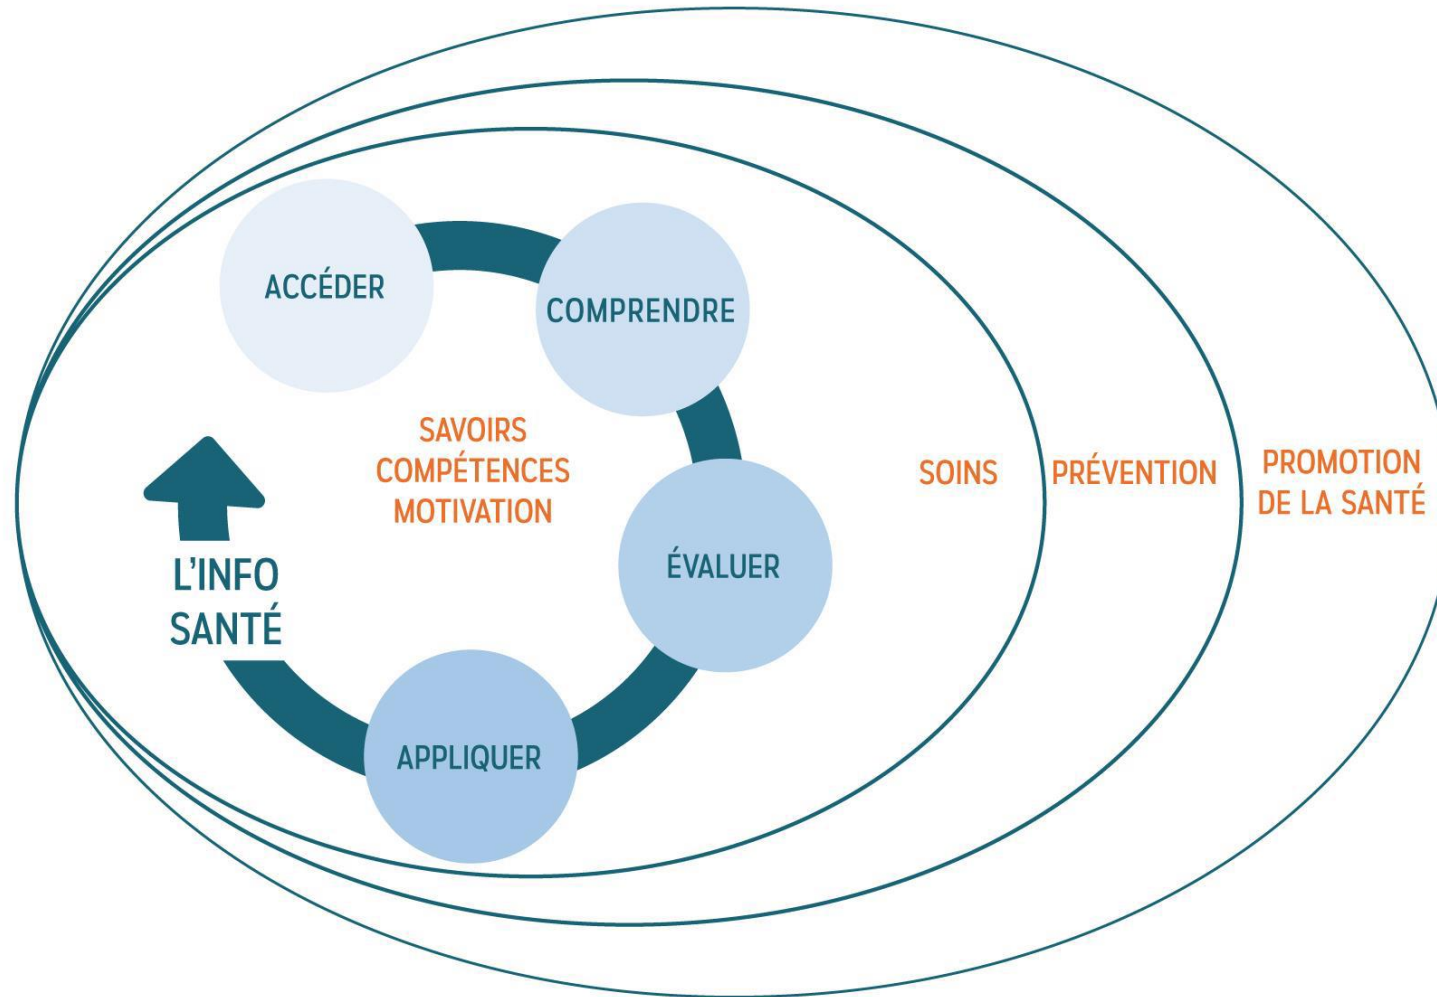 ACCÉDER
COMPRENDRE
SAVOIRS
COMPÉTENCES
MOTIVATION
SOINS
PRÉVENTION
PROMOTION
DE LA SANTÉ
ÉVALUER
L'INFO
SANTÉ
APPLIQUER